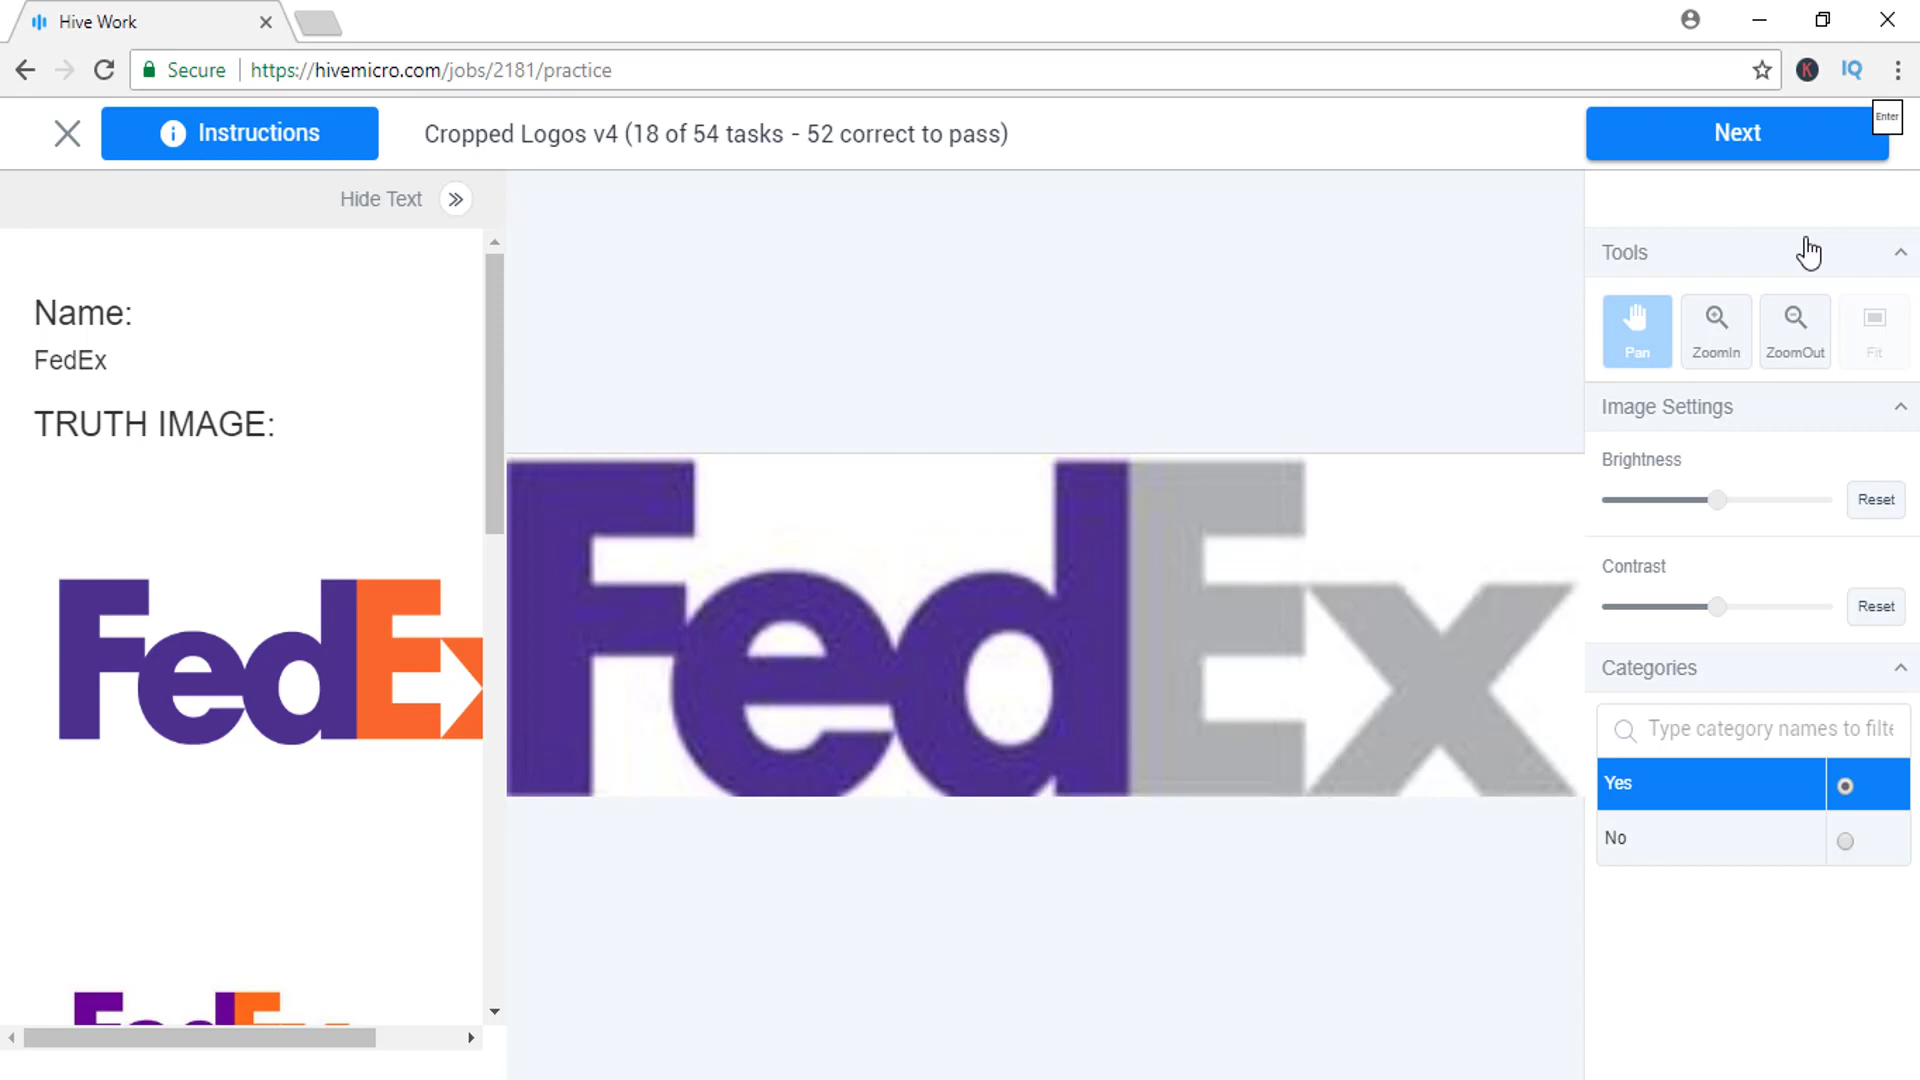 Hive Work
Secure
https://hivemicro.com/jobs/2181/practice
K
IQ
Instructions
Cropped Logos v4 (18 of 54 tasks - 52 correct to pass)
Next
Enter
Hide Text
Name:
FedEx
TRUTH IMAGE:
FedEx
FedEx
FedEx
Tools
Pan
ZoomIn
ZoomOut
Fit
Image Settings
Brightness
Reset
Contrast
Reset
Categories
Type category names to filte
Yes
No